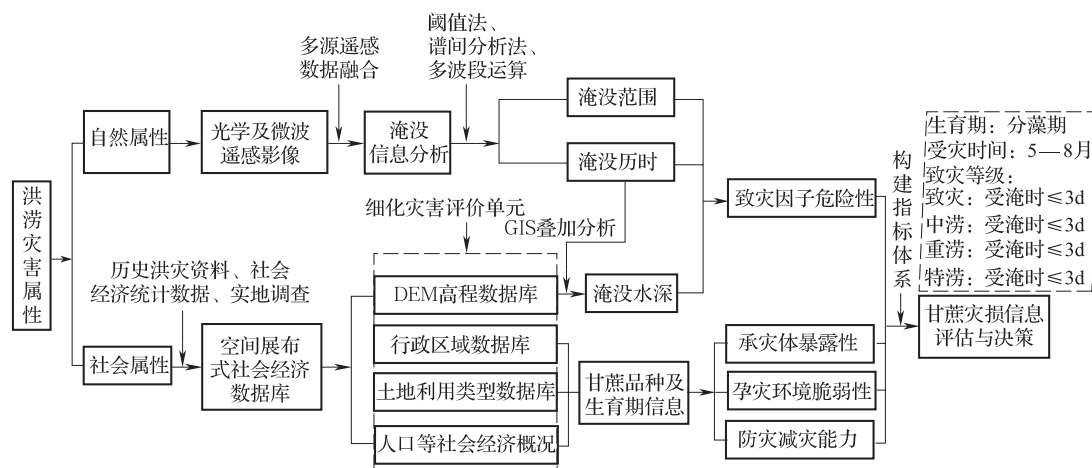 洪涝灾害属性
自然属性
光学及微波
遥感影像
多源遥感
数据融合
淹没
信息分析
阈值法、
谱间分析法、
多波段运算
淹没范围
淹没历时
GIS叠加分析
细化灾害评价单元
致灾因子危险性
社会属性
历史洪灾资料、社会
经济统计数据、实地调查
空间展布
式社会经济
数据库
DEM高程数据库
淹没水深
行政区域数据库
土地利用类型数据库
人口等社会经济概况
甘蔗品种及
生育期信息
承灾体暴露性
孕灾环境脆弱性
防灾减灾能力
构建指标体系
生育期：分藻期
受灾时间：5—8月
致灾等级：
致灾：受淹时≤3d
中涝：受淹时≤3d
重涝：受淹时≤3d
特涝：受淹时≤3d
甘蔗灾损信息
评估与决策